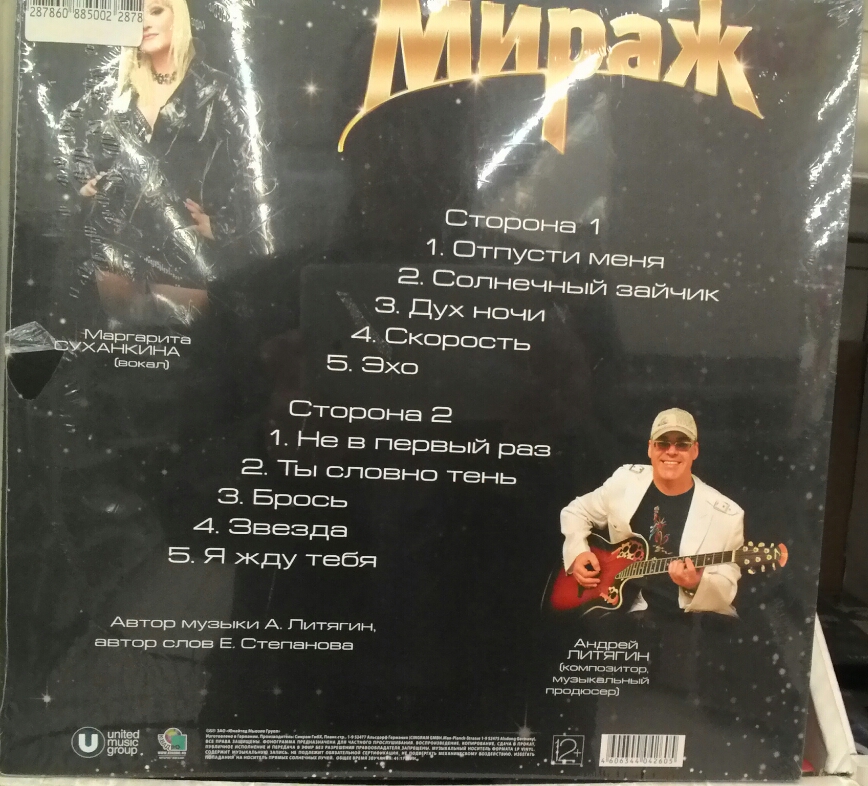 287860 885002 2878
Мираж
Сторона 1
1. Отпусти меня
2. Солнечный зайчик
3. Дух ночи
4. Скорость
5. Эхо
Маргарита
СУХАНКИНА
(вокал)
Сторона 2
1. Не в первый раз
2. Ты словно тень
3. Брось
4. Звезда
5. Я жду тебя
Автор музыки А. Литягин,
автор слов Е. Степанова
Андрей
ЛИТЯГИН
(композитор,
музыкальный
продюсер)
U united
music
group
12+
4606344042605